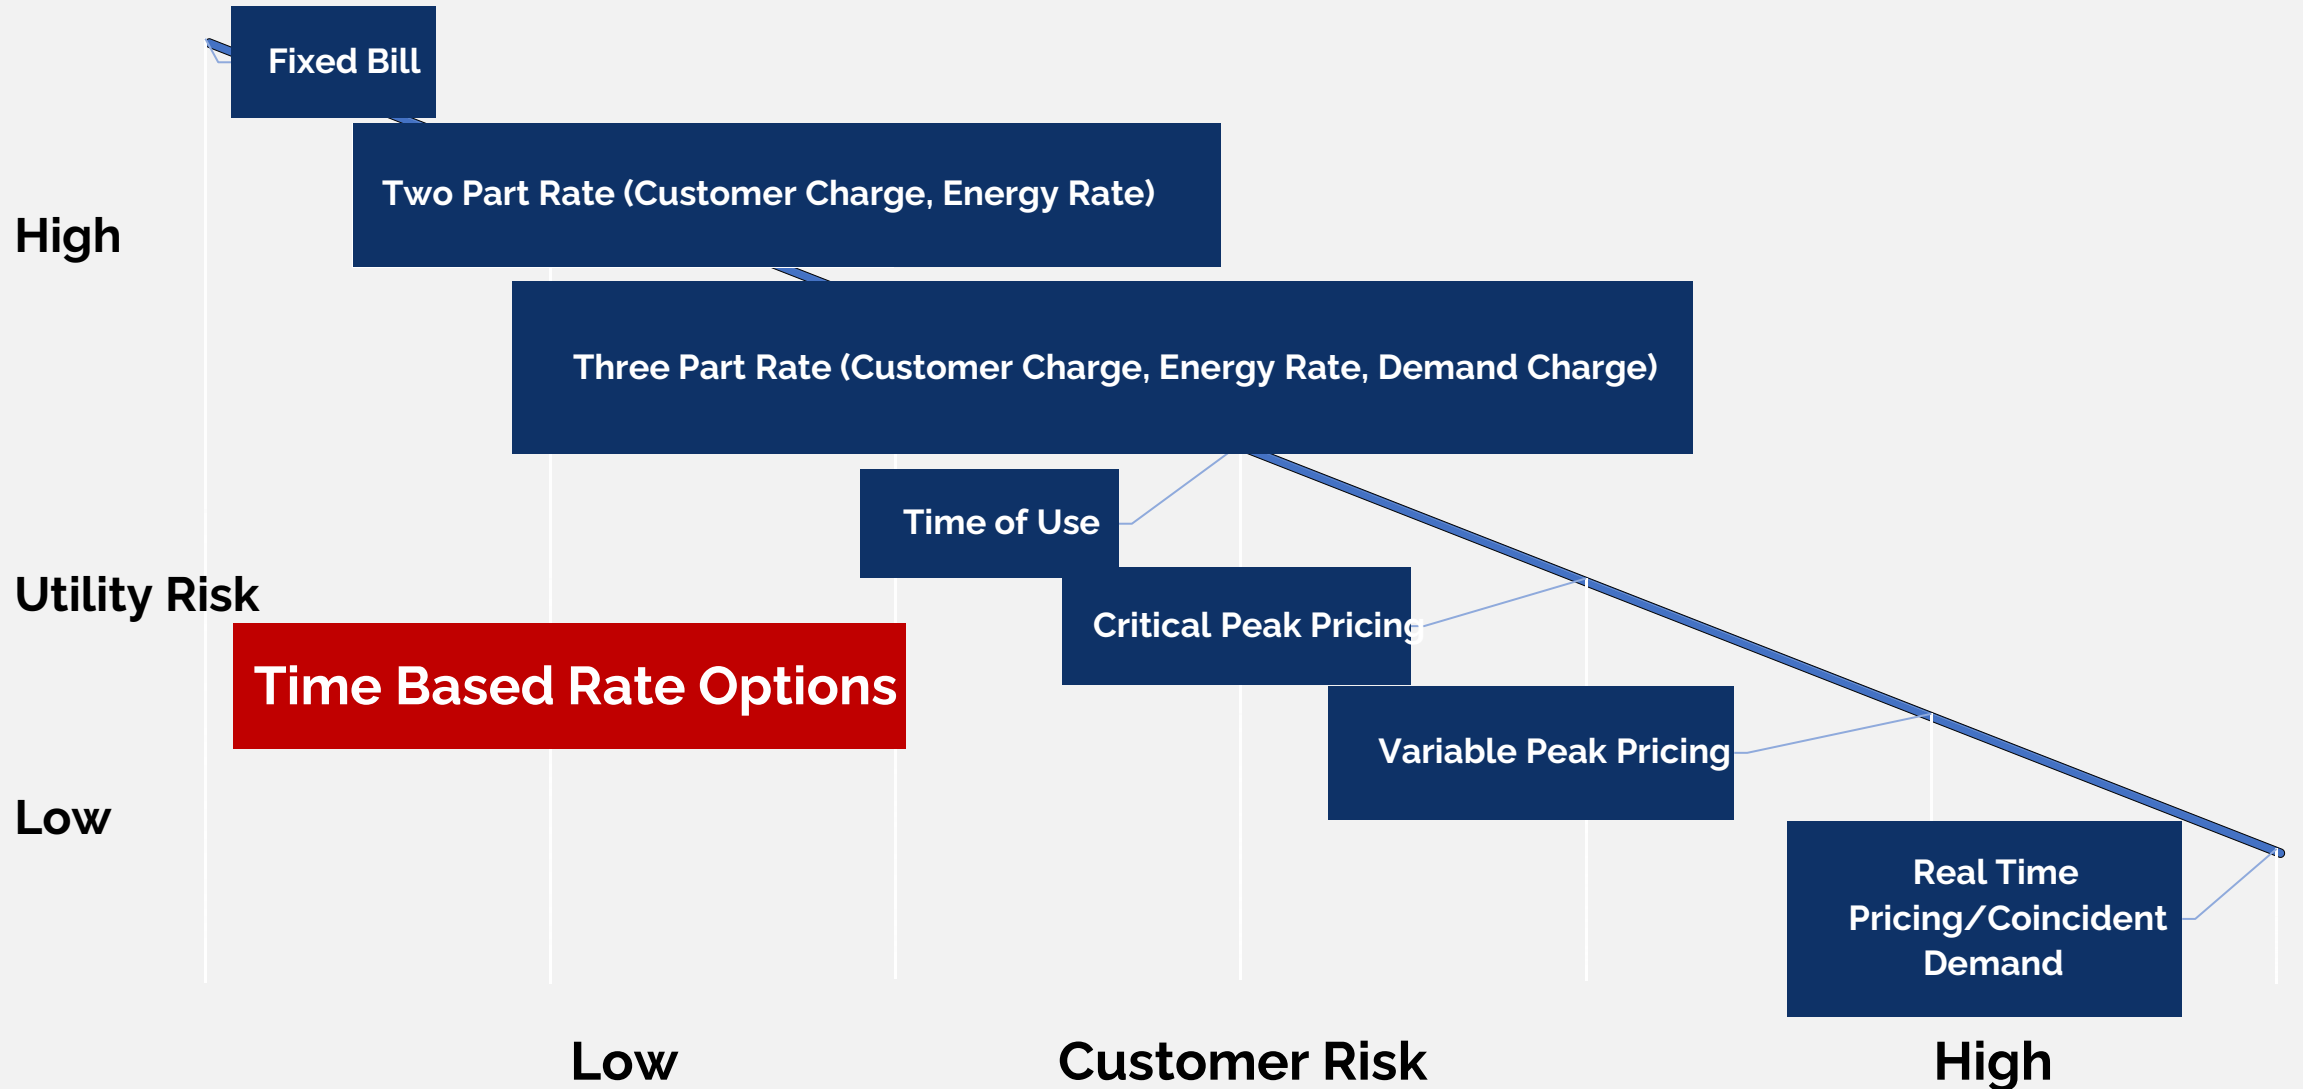 Fixed Bill
Two Part Rate (Customer Charge, Energy Rate)
High
Three Part Rate (Customer Charge, Energy Rate, Demand Charge)
Time of Use
Utility Risk
Critical Peak Pricing
Time Based Rate Options
Variable Peak Pricing
Low
Real Time
Pricing/Coincident
Demand
Low
Customer Risk
High